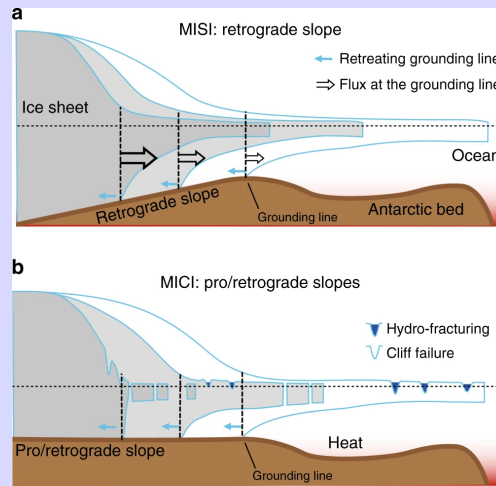 a
MISI: retrograde slope
Retreating grounding line
Flux at the grounding line
Ice sheet
Ocean
Retrograde slope
Grounding line
Antarctic bed
b
MICI: pro/retrograde slopes
Hydro-fracturing
Cliff failure
Pro/retrograde slope
Heat
Grounding line